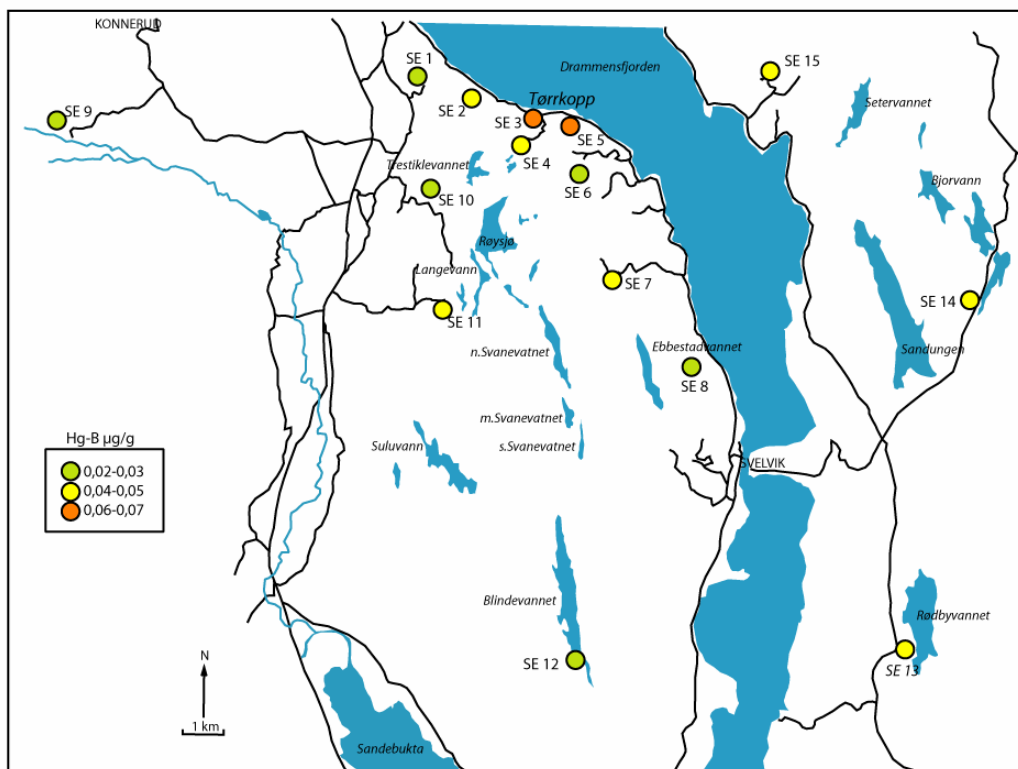 KONNERUD
SE 1
Drammensfjorden
SE 15
SE 9
SE 2
Tørrkopp
Setervannet
SE 3
SE 5
SE 4
Trestiklevannet
SE 6
Bjorvann
SE 10
Røysjø
Langevann
SE 7
SE 14
SE 11
n.Svanevatnet
Ebbestadvannet
Sandungen
SE 8
m.Svanevatnet
Suluvann
s.Svanevatnet
Hg-B µg/g
SVELVIK
0,02-0,03
0,04-0,05
0,06-0,07
Blindevannet
Rødbyvannet
SE 13
N
SE 12
1 km
Sandebukta